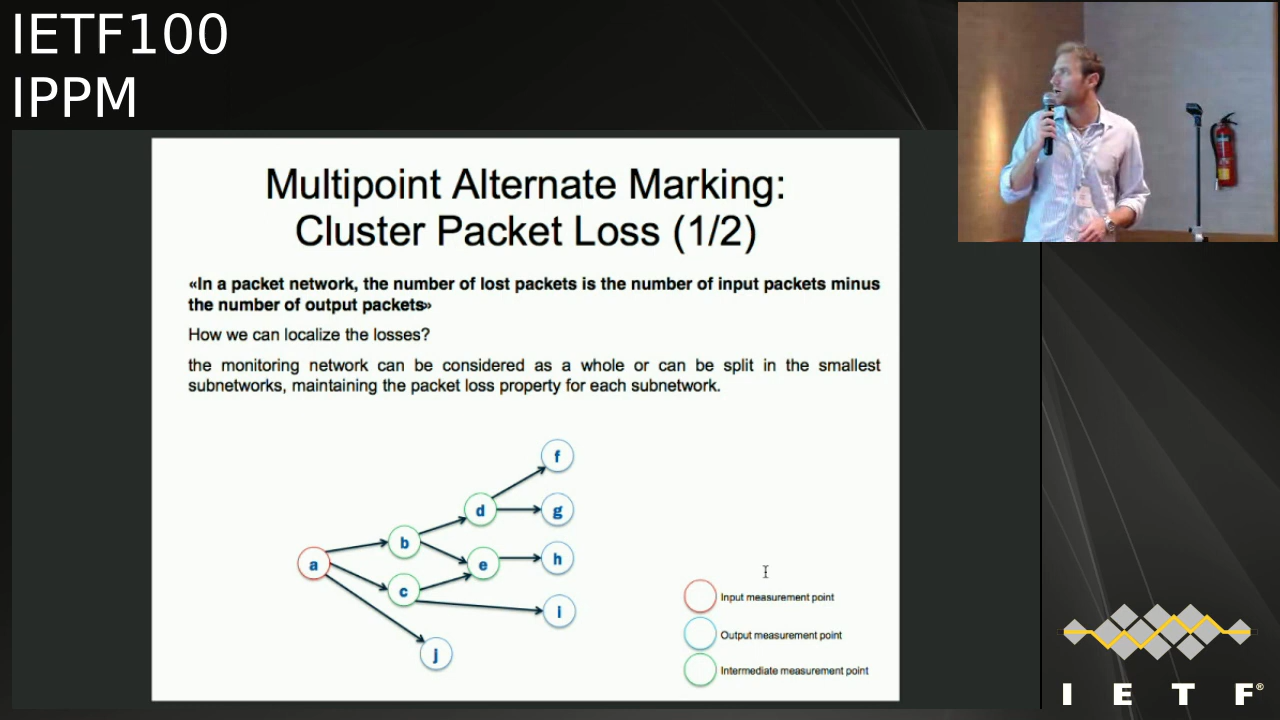 IETF100
IPPM
Multipoint Alternate Marking:
Cluster Packet Loss (1/2)
«In a packet network, the number of lost packets is the number of input packets minus
the number of output packets»
How we can localize the losses?
the monitoring network can be considered as a whole or can be split in the smallest
subnetworks, maintaining the packet loss property for each subnetwork.
f
d
g
b
a
e
h
c
i
j
Input measurement point
Output measurement point
Intermediate measurement point
I E T F®